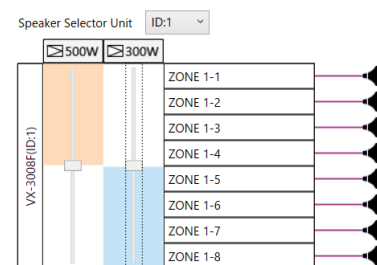 Speaker Selector Unit ID:1
500W 300W
VX-3008F(ID:1)
ZONE 1-1
ZONE 1-2
ZONE 1-3
ZONE 1-4
ZONE 1-5
ZONE 1-6
ZONE 1-7
ZONE 1-8